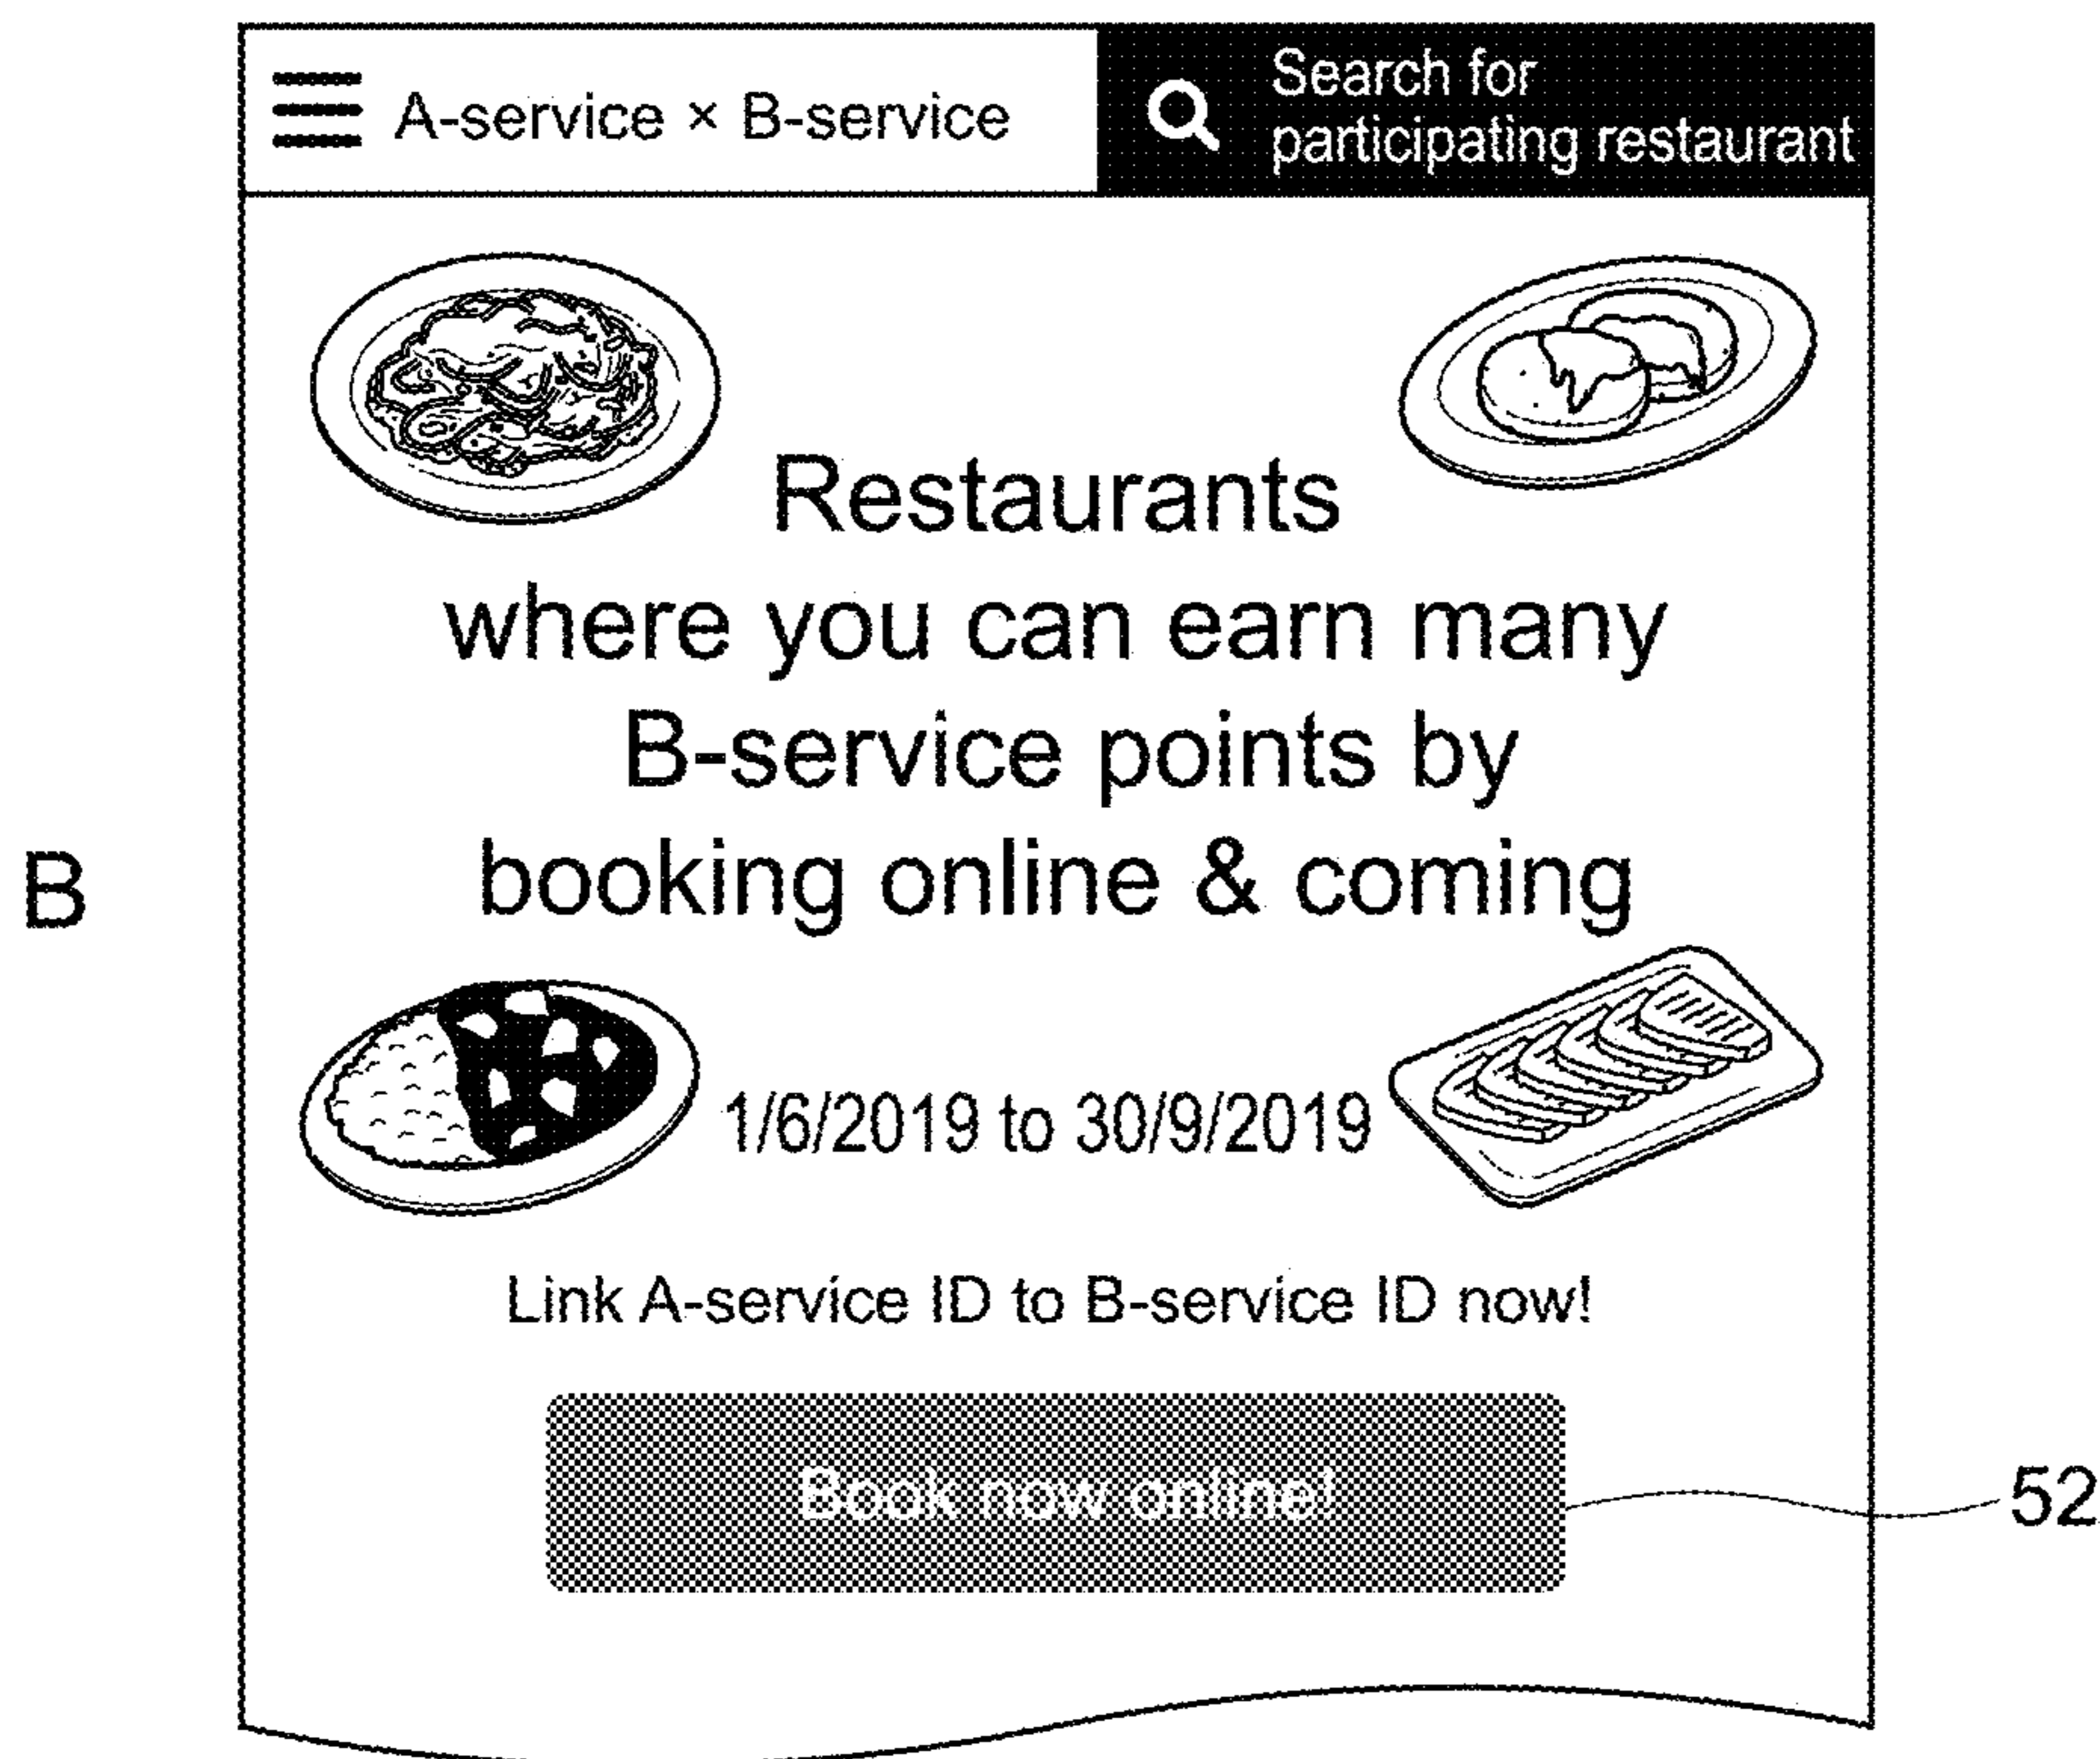 A-service × B-service
Search for
participating restaurant
Restaurants
where you can earn many
B-service points by
booking online & coming
B
1/6/2019 to 30/9/2019
Link A-service ID to B-service ID now!
Book now online!
52